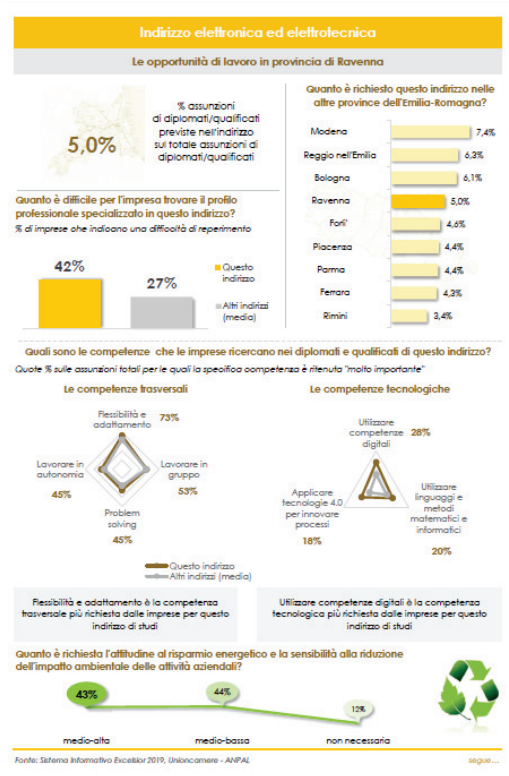 Indirizzo elettronica ed elettrotecnica
Le opportunità di lavoro in provincia di Ravenna
5,0%
% assunzioni
di diplomati/qualificati
previste nell'indirizzo
sul totale assunzioni di
diplomati/qualificati
Quanto è richiesto questo indirizzo nelle
altre province dell'Emilia-Romagna?
Modena 7,4%
Reggio nell'Emilia 6,3%
Bologna 6,1%
Ravenna 5,0%
Forli' 4,6%
Piacenza 4,4%
Parma 4,4%
Ferrara 4,3%
Rimini 3,4%
Quanto è difficile per l'impresa trovare il profilo
professionale specializzato in questo indirizzo?
% di imprese che indicano una difficoltà di reperimento
42%
27%
Questo
indirizzo
Altri indirizzi
(media)
Quali sono le competenze che le imprese ricercano nei diplomati e qualificati di questo indirizzo?
Quote % sulle assunzioni totali per le quali la specifica competenza è ritenuta "molto importante"
Le competenze trasversali
Flessibilità e
adattamento 73%
Lavorare in
autonomia
45%
Lavorare in
gruppo
53%
Problem
solving
45%
Le competenze tecnologiche
Utilizzare
competenze 28%
digitali
Applicare
tecnologie 4.0
per innovare
processi
18%
Utilizzare
linguaggi e
metodi
matematici e
informatici
20%
Questo indirizzo
Altri indirizzi (media)
Flessibilità e adattamento è la competenza
trasversale più richiesta dalle imprese per questo
indirizzo di studi
Utilizzare competenze digitali è la competenza
tecnologica più richiesta dalle imprese per questo
indirizzo di studi
Quanto è richiesta l'attitudine al risparmio energetico e la sensibilità alla riduzione
dell'impatto ambientale delle attività aziendali?
43%
44%
12%
medio-alta
medio-bassa
non necessaria
Fonte: Sistema Informativo Excelsior 2019, Unioncamere - ANPAL
segue...